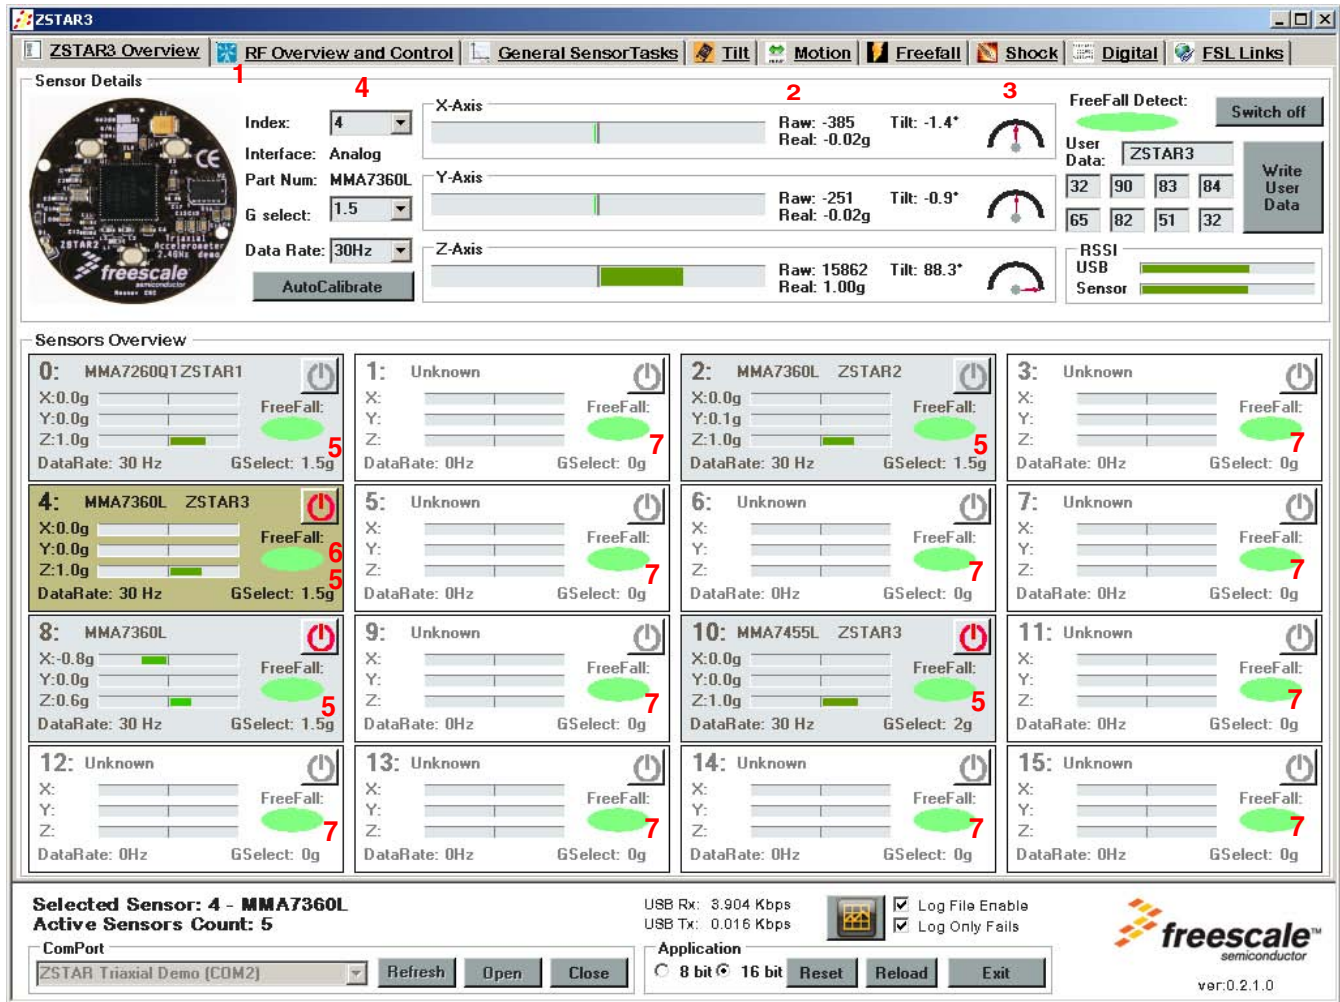 ZSTAR3
ZSTAR3 Overview RF Overview and Control General SensorTasks Tilt Motion Freefall Shock Digital FSL Links
1
Sensor Details
4
2
3
Index: 4
Interface: Analog
Part Num: MMA7360L
G select: 1.5
Data Rate: 30Hz
AutoCalibrate
ZSTAR2
Triaxial
Accelerometer
2.4GHz demo
freescale
semiconductor
CE
X-Axis
Raw: -385 Tilt: -1.4°
Real: -0.02g
Y-Axis
Raw: -251 Tilt: -0.9°
Real: -0.02g
Z-Axis
Raw: 15862 Tilt: 88.3°
Real: 1.00g
FreeFall Detect:
Switch off
User Data: ZSTAR3
32 90 83 84
65 82 51 32
Write User Data
RSSI
USB
Sensor
Sensors Overview
0: MMA7260QT ZSTAR1
X:0.0g
Y:0.0g
Z:1.0g
FreeFall:
5
DataRate: 30 Hz GSelect: 1.5g
1: Unknown
X:
Y:
Z:
FreeFall:
7
DataRate: 0Hz GSelect: 0g
2: MMA7360L ZSTAR2
X:0.0g
Y:0.1g
Z:1.0g
FreeFall:
5
DataRate: 30 Hz GSelect: 1.5g
3: Unknown
X:
Y:
Z:
FreeFall:
7
DataRate: 0Hz GSelect: 0g
4: MMA7360L ZSTAR3
X:0.0g
Y:0.0g
Z:1.0g
FreeFall:
6
5
DataRate: 30 Hz GSelect: 1.5g
5: Unknown
X:
Y:
Z:
FreeFall:
7
DataRate: 0Hz GSelect: 0g
6: Unknown
X:
Y:
Z:
FreeFall:
7
DataRate: 0Hz GSelect: 0g
7: Unknown
X:
Y:
Z:
FreeFall:
7
DataRate: 0Hz GSelect: 0g
8: MMA7360L
X:-0.8g
Y:0.0g
Z:0.6g
FreeFall:
5
DataRate: 30 Hz GSelect: 1.5g
9: Unknown
X:
Y:
Z:
FreeFall:
7
DataRate: 0Hz GSelect: 0g
10: MMA7455L ZSTAR3
X:0.0g
Y:0.0g
Z:1.0g
FreeFall:
5
DataRate: 30 Hz GSelect: 2g
11: Unknown
X:
Y:
Z:
FreeFall:
7
DataRate: 0Hz GSelect: 0g
12: Unknown
X:
Y:
Z:
FreeFall:
7
DataRate: 0Hz GSelect: 0g
13: Unknown
X:
Y:
Z:
FreeFall:
7
DataRate: 0Hz GSelect: 0g
14: Unknown
X:
Y:
Z:
FreeFall:
7
DataRate: 0Hz GSelect: 0g
15: Unknown
X:
Y:
Z:
FreeFall:
7
DataRate: 0Hz GSelect: 0g
Selected Sensor: 4 - MMA7360L
Active Sensors Count: 5
ComPort
ZSTAR Triaxial Demo (COM2) Refresh Open Close
USB Rx: 3.904 Kbps
USB Tx: 0.016 Kbps
Log File Enable
Log Only Fails
Application
8 bit 16 bit Reset Reload Exit
freescale™
semiconductor
ver:0.2.1.0